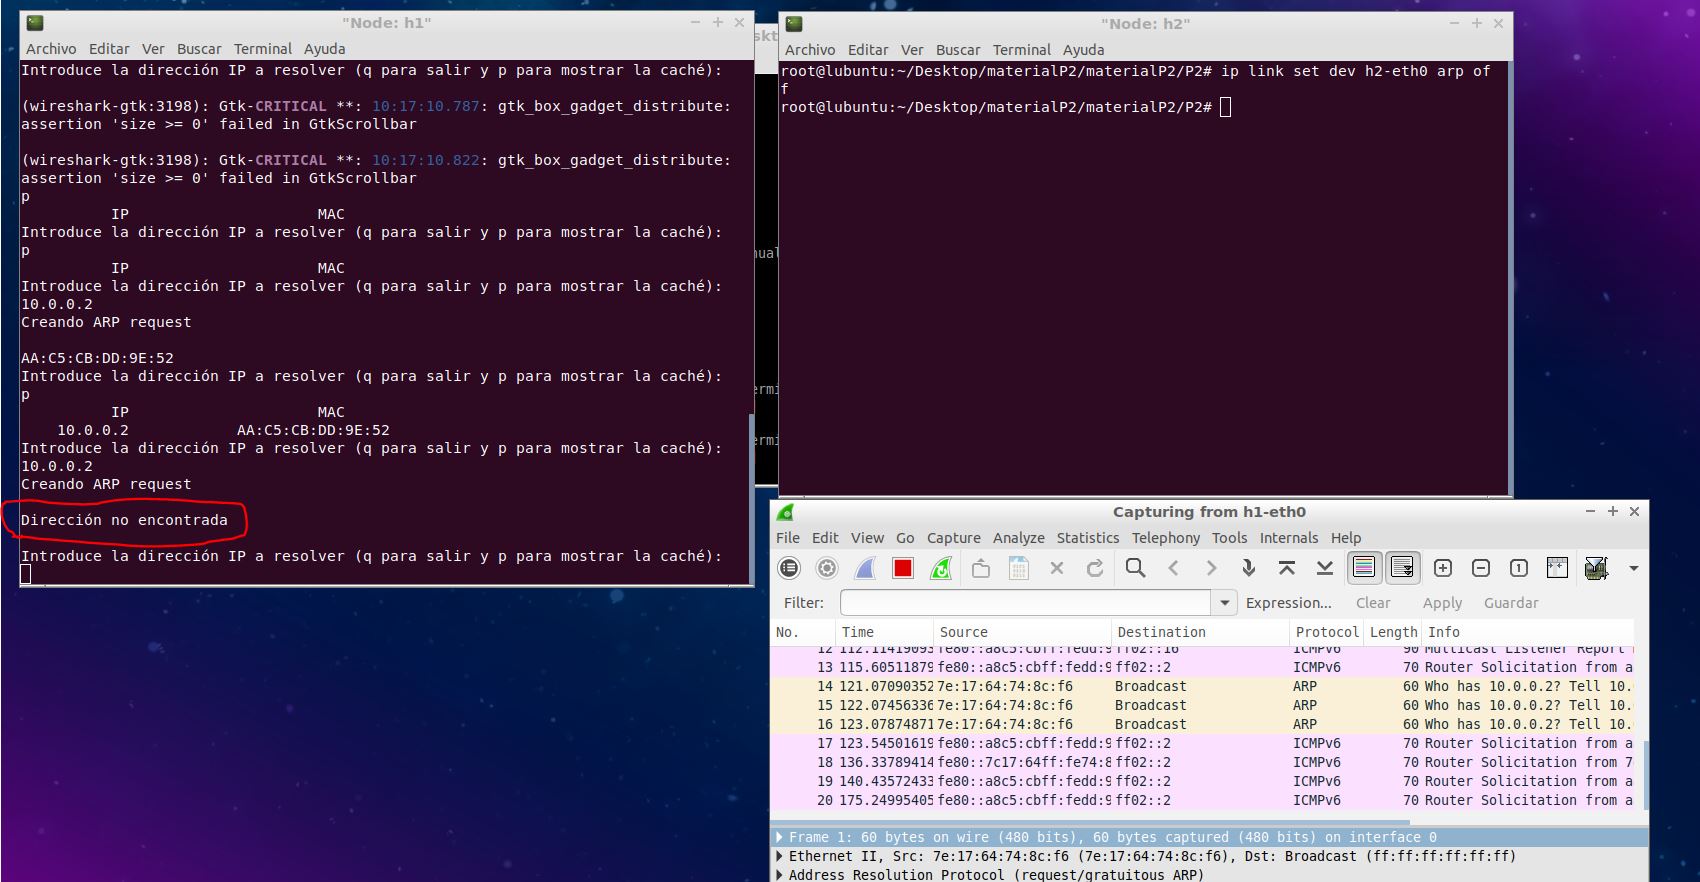 "Node: h1"
Archivo Editar Ver Buscar Terminal Ayuda
Introduce la dirección IP a resolver (q para salir y p para mostrar la caché):
(wireshark-gtk:3198): Gtk-CRITICAL **: 10:17:10.787: gtk_box_gadget_distribute:
assertion 'size >= 0' failed in GtkScrollbar
(wireshark-gtk:3198): Gtk-CRITICAL **: 10:17:10.822: gtk_box_gadget_distribute:
assertion 'size >= 0' failed in GtkScrollbar
p
IP MAC
Introduce la dirección IP a resolver (q para salir y p para mostrar la caché):
p
IP MAC
Introduce la dirección IP a resolver (q para salir y p para mostrar la caché):
10.0.0.2
Creando ARP request
AA:C5:CB:DD:9E:52
Introduce la dirección IP a resolver (q para salir y p para mostrar la caché):
p
IP MAC
10.0.0.2 AA:C5:CB:DD:9E:52
Introduce la dirección IP a resolver (q para salir y p para mostrar la caché):
10.0.0.2
Creando ARP request
Dirección no encontrada
Introduce la dirección IP a resolver (q para salir y p para mostrar la caché):
"Node: h2"
Archivo Editar Ver Buscar Terminal Ayuda
root@lubuntu:~/Desktop/materialP2/materialP2/P2# ip link set dev h2-eth0 arp of
f
root@lubuntu:~/Desktop/materialP2/materialP2/P2#
Capturing from h1-eth0
File Edit View Go Capture Analyze Statistics Telephony Tools Internals Help
Filter: Expression... Clear Apply Guardar
No. Time Source Destination Protocol Length Info
12 112.11419093 fe80::a8c5:cbff:fedd:9 ff02::16 ICMPv6 90 Multicast Listener Report
13 115.60511879 fe80::a8c5:cbff:fedd:9 ff02::2 ICMPv6 70 Router Solicitation from a
14 121.07090352 7e:17:64:74:8c:f6 Broadcast ARP 60 Who has 10.0.0.2? Tell 10.
15 122.07456336 7e:17:64:74:8c:f6 Broadcast ARP 60 Who has 10.0.0.2? Tell 10.
16 123.07874871 7e:17:64:74:8c:f6 Broadcast ARP 60 Who has 10.0.0.2? Tell 10.
17 123.54501619 fe80::a8c5:cbff:fedd:9 ff02::2 ICMPv6 70 Router Solicitation from a
18 136.33789414 fe80::7c17:64ff:fe74:8 ff02::2 ICMPv6 70 Router Solicitation from 7
19 140.43572433 fe80::a8c5:cbff:fedd:9 ff02::2 ICMPv6 70 Router Solicitation from a
20 175.24995405 fe80::a8c5:cbff:fedd:9 ff02::2 ICMPv6 70 Router Solicitation from a
Frame 1: 60 bytes on wire (480 bits), 60 bytes captured (480 bits) on interface 0
Ethernet II, Src: 7e:17:64:74:8c:f6 (7e:17:64:74:8c:f6), Dst: Broadcast (ff:ff:ff:ff:ff:ff)
Address Resolution Protocol (request/gratuitous ARP)